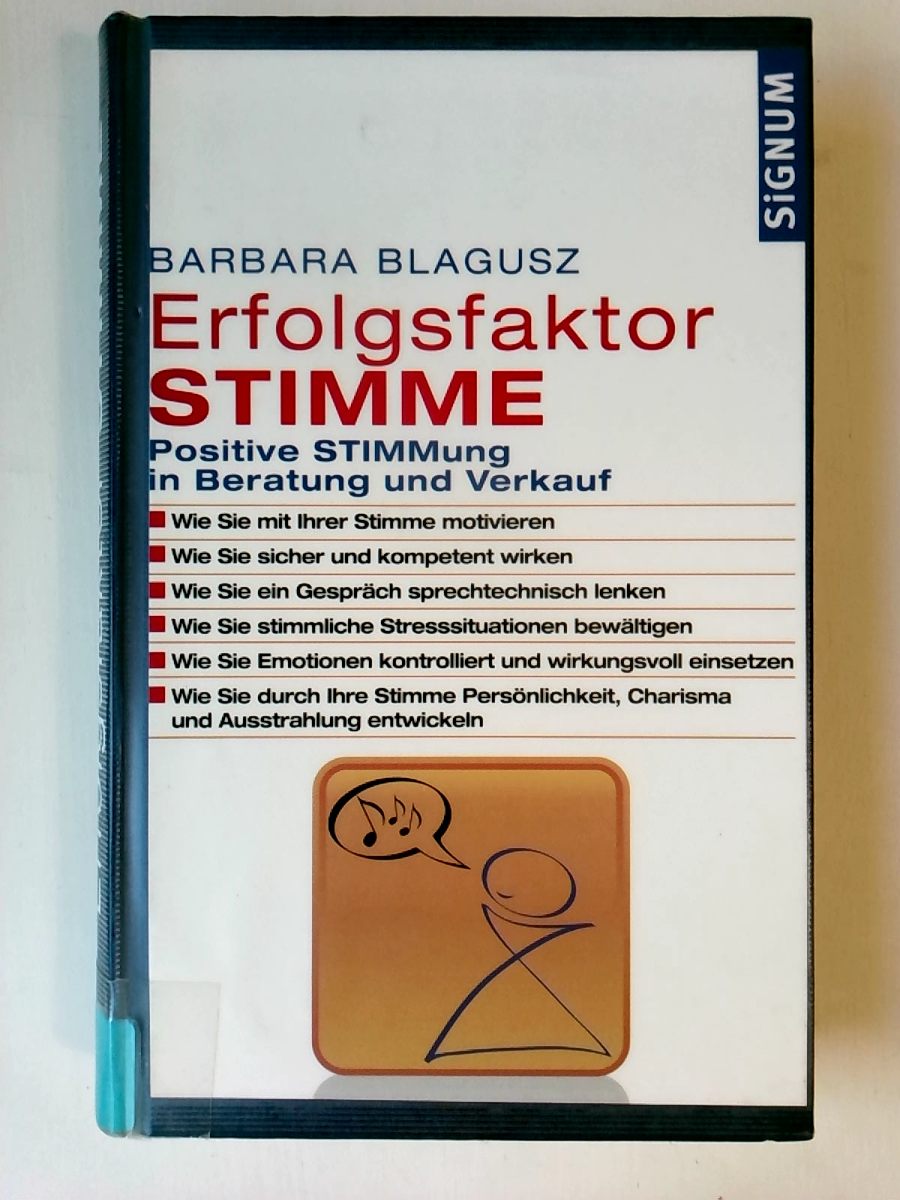 SiGNUM
BARBARA BLAGUSZ
Erfolgsfaktor
STIMME
Positive STIMMung
in Beratung und Verkauf
Wie Sie mit Ihrer Stimme motivieren
Wie Sie sicher und kompetent wirken
Wie Sie ein Gespräch sprechtechnisch lenken
Wie Sie stimmliche Stresssituationen bewältigen
Wie Sie Emotionen kontrolliert und wirkungsvoll einsetzen
Wie Sie durch Ihre Stimme Persönlichkeit, Charisma
und Ausstrahlung entwickeln